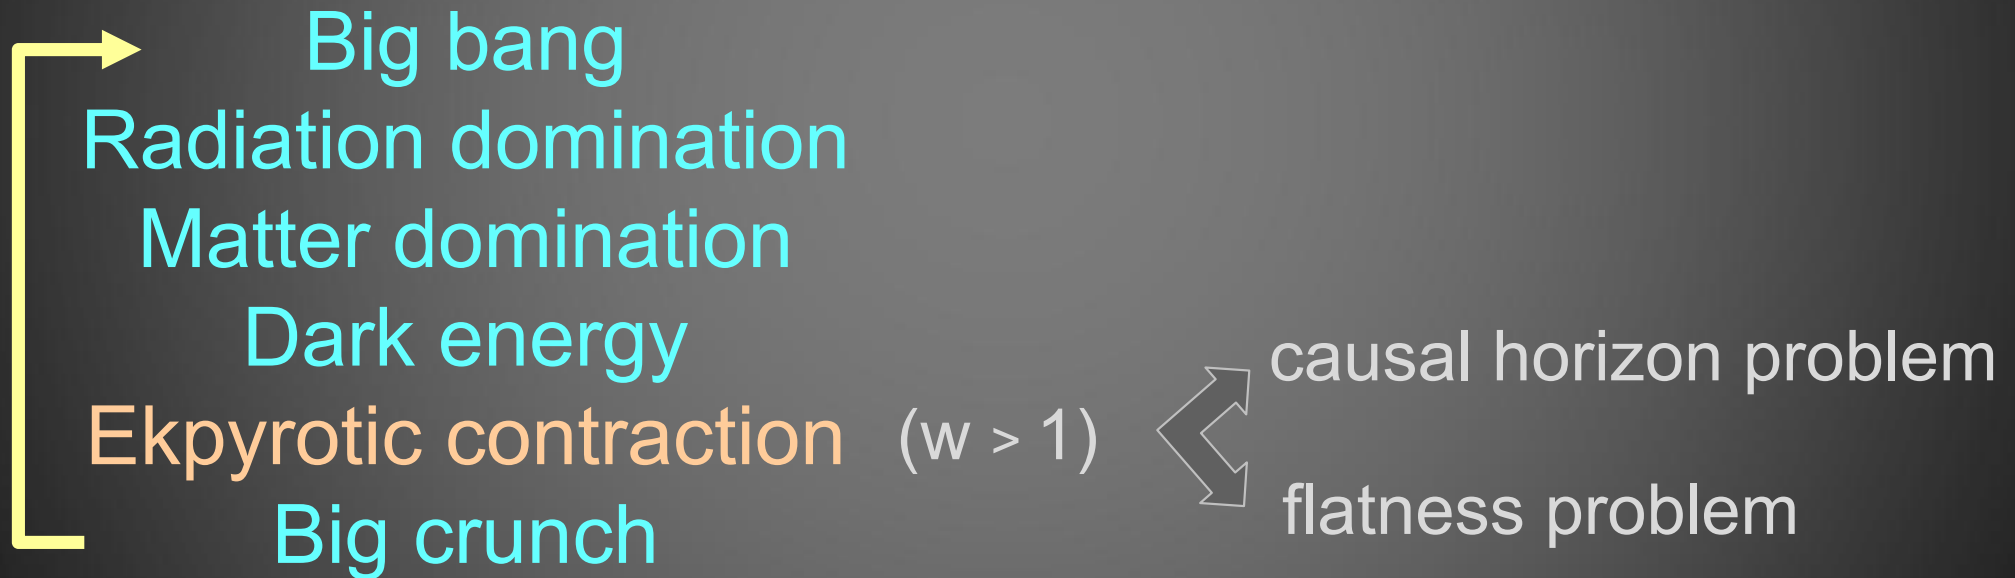 Big bang
Radiation domination
Matter domination
Dark energy
causal horizon problem
Ekpyrotic contraction (w > 1)
flatness problem
Big crunch